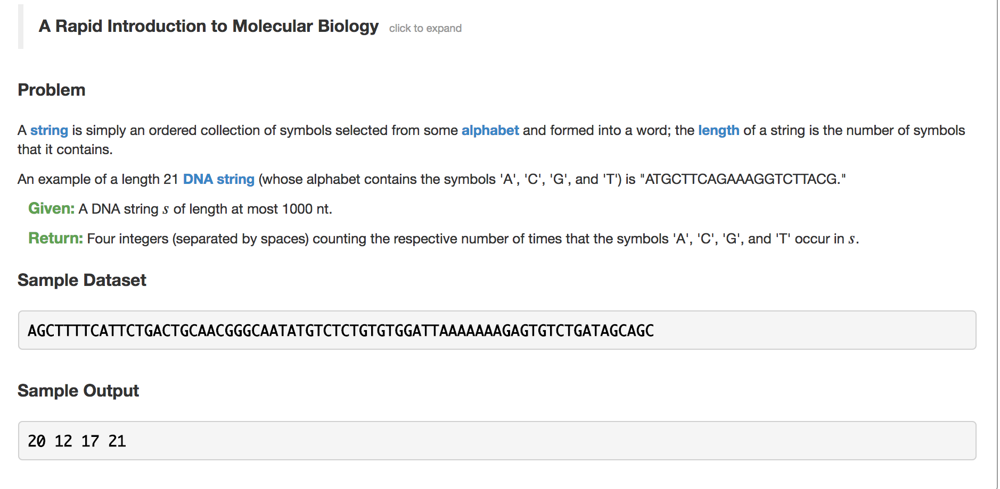 A Rapid Introduction to Molecular Biology click to expand
Problem
A string is simply an ordered collection of symbols selected from some alphabet and formed into a word; the length of a string is the number of symbols
that it contains.
An example of a length 21 DNA string (whose alphabet contains the symbols 'A', 'C', 'G', and 'T') is "ATGCTTCAGAAAGGTCTTACG."
Given: A DNA string s of length at most 1000 nt.
Return: Four integers (separated by spaces) counting the respective number of times that the symbols 'A', 'C', 'G', and 'T' occur in s.
Sample Dataset
AGCTTTTCATTCTGACTGCAACGGGCAATATGTCTCTGTGTGGATTAAAAAAAGAGTGTCTGATAGCAGC
Sample Output
20 12 17 21